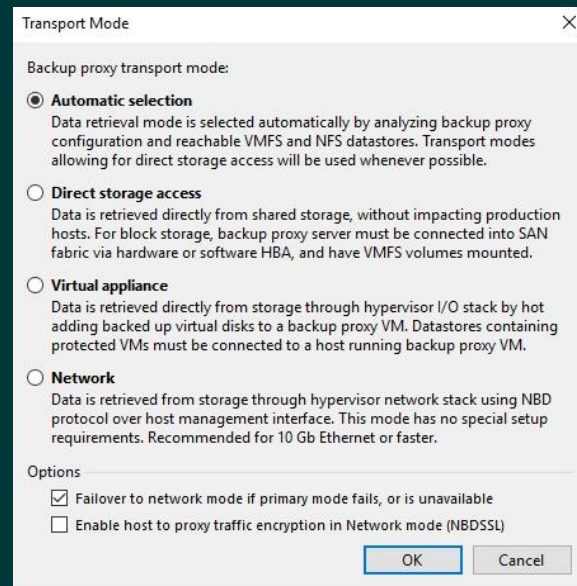 Transport Mode
Backup proxy transport mode:
Automatic selection
Data retrieval mode is selected automatically by analyzing backup proxy
configuration and reachable VMFS and NFS datastores. Transport modes
allowing for direct storage access will be used whenever possible.
Direct storage access
Data is retrieved directly from shared storage, without impacting production
hosts. For block storage, backup proxy server must be connected into SAN
fabric via hardware or software HBA, and have VMFS volumes mounted.
Virtual appliance
Data is retrieved directly from storage through hypervisor I/O stack by hot
adding backed up virtual disks to a backup proxy VM. Datastores containing
protected VMs must be connected to a host running backup proxy VM.
Network
Data is retrieved from storage through hypervisor network stack using NBD
protocol over host management interface. This mode has no special setup
requirements. Recommended for 10 Gb Ethernet or faster.
Options
Failover to network mode if primary mode fails, or is unavailable
Enable host to proxy traffic encryption in Network mode (NBDSSL)
OK
Cancel